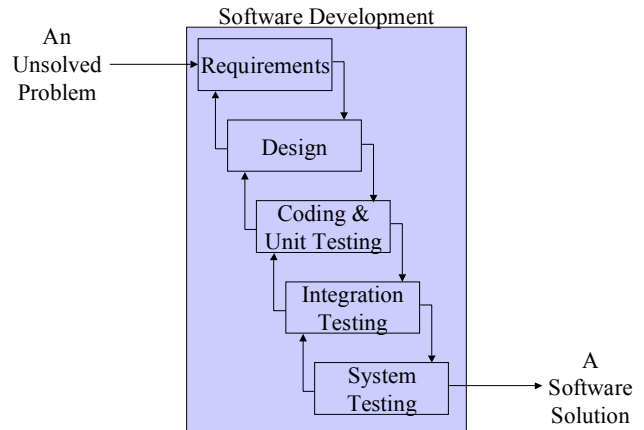 Software Development
An
Unsolved
Problem
Requirements
Design
Coding &
Unit Testing
Integration
Testing
System
Testing
A
Software
Solution